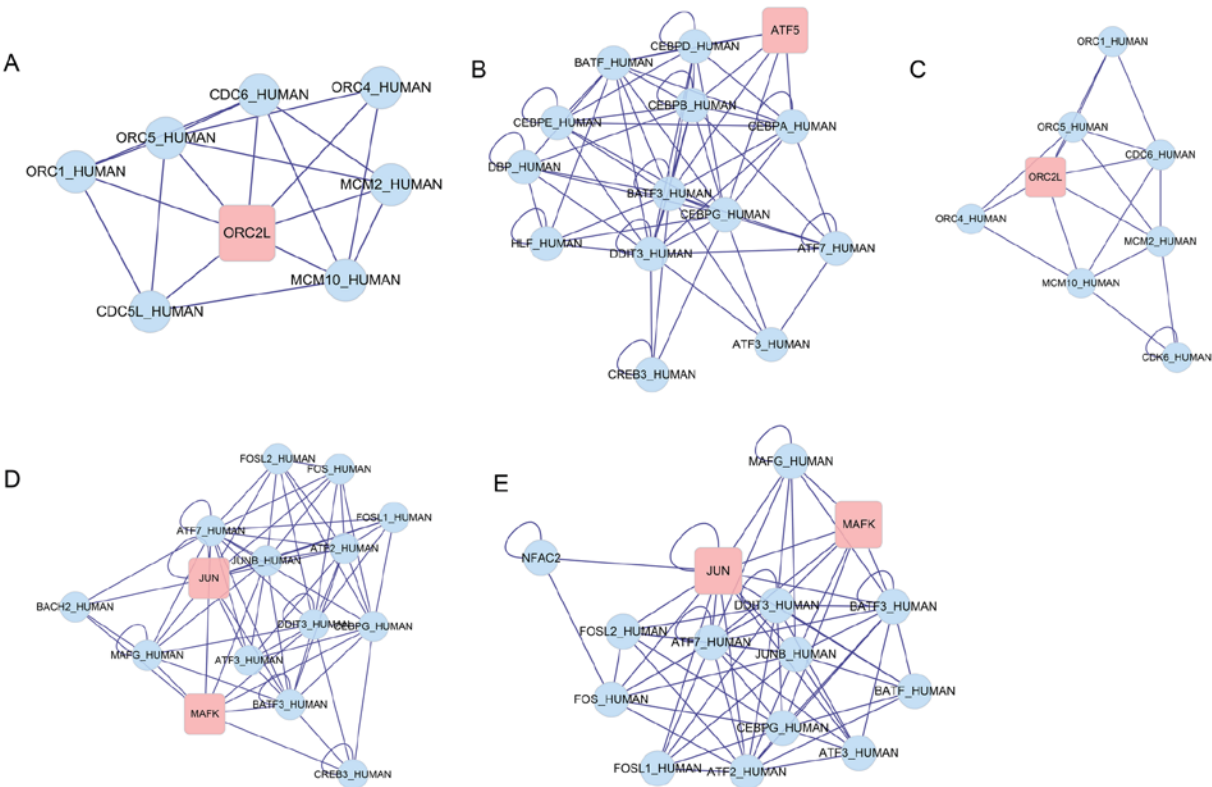 A
CDC6_HUMAN
ORC4_HUMAN
ORC5_HUMAN
ORC1_HUMAN
MCM2_HUMAN
ORC2L
MCM10_HUMAN
CDC5L_HUMAN
B
ATF5
CEBPD_HUMAN
BATF_HUMAN
CEBPB_HUMAN
CEBPE_HUMAN
CEBPA_HUMAN
DBP_HUMAN
BATF3_HUMAN
CEBPG_HUMAN
HLF_HUMAN
DDIT3_HUMAN
ATF7_HUMAN
ATF3_HUMAN
CREB3_HUMAN
C
ORC1_HUMAN
ORC5_HUMAN
CDC6_HUMAN
ORC2L
ORC4_HUMAN
MCM2_HUMAN
MCM10_HUMAN
CDK6_HUMAN
D
FOSL2_HUMAN
FOS_HUMAN
FOSL1_HUMAN
ATF7_HUMAN
ATF2_HUMAN
JUNB_HUMAN
JUN
BACH2_HUMAN
DDIT3_HUMAN
CEBPG_HUMAN
MAFG_HUMAN
ATF3_HUMAN
BATF3_HUMAN
MAFK
CREB3_HUMAN
E
MAFG_HUMAN
MAFK
NFAC2
JUN
DDIT3_HUMAN
BATF3_HUMAN
FOSL2_HUMAN
ATF7_HUMAN
JUNB_HUMAN
BATF_HUMAN
FOS_HUMAN
CEBPG_HUMAN
ATF3_HUMAN
FOSL1_HUMAN
ATF2_HUMAN